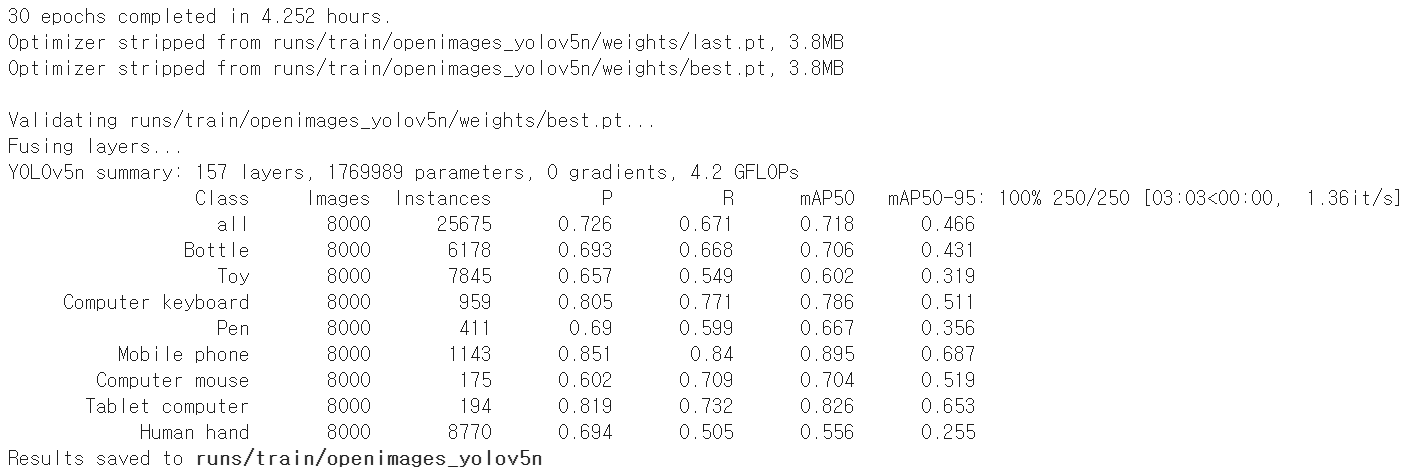 30 epochs completed in 4.252 hours.
Optimizer stripped from runs/train/openimages_yolov5n/weights/last.pt, 3.8MB
Optimizer stripped from runs/train/openimages_yolov5n/weights/best.pt, 3.8MB
Validating runs/train/openimages_yolov5n/weights/best.pt...
Fusing layers...
YOLOv5n summary: 157 layers, 1769989 parameters, 0 gradients, 4.2 GFLOPs
Class Images Instances P R mAP50 mAP50-95: 100% 250/250 [03:03<00:00, 1.36it/s]
all 8000 25675 0.726 0.671 0.718 0.466
Bottle 8000 6178 0.693 0.668 0.706 0.431
Toy 8000 7845 0.657 0.549 0.602 0.319
Computer keyboard 8000 959 0.805 0.771 0.786 0.511
Pen 8000 411 0.69 0.599 0.667 0.356
Mobile phone 8000 1143 0.851 0.84 0.895 0.687
Computer mouse 8000 175 0.602 0.709 0.704 0.519
Tablet computer 8000 194 0.819 0.732 0.826 0.653
Human hand 8000 8770 0.694 0.505 0.556 0.255
Results saved to runs/train/openimages_yolov5n